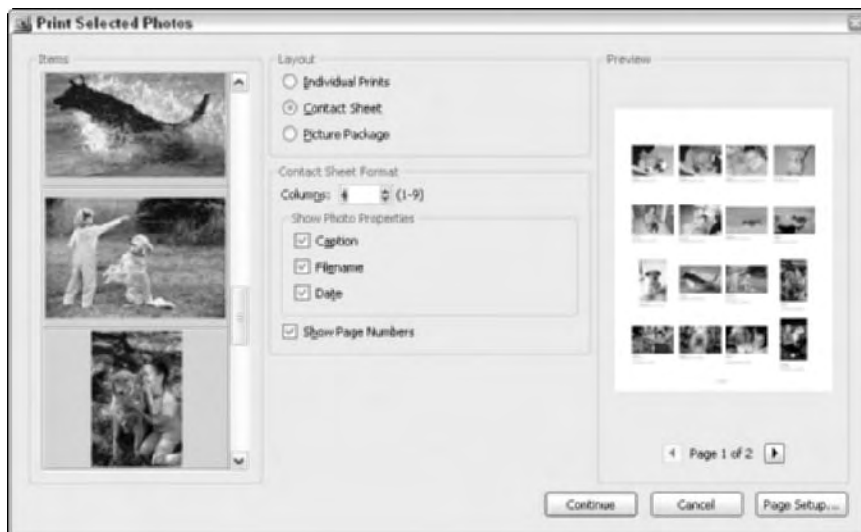 Print Selected Photos
Items
Layout
Individual Prints
Contact Sheet
Picture Package
Contact Sheet Format
Columns: 4 (1-9)
Show Photo Properties
Caption
Filename
Date
Show Page Numbers
Preview
Page 1 of 2
Continue
Cancel
Page Setup...